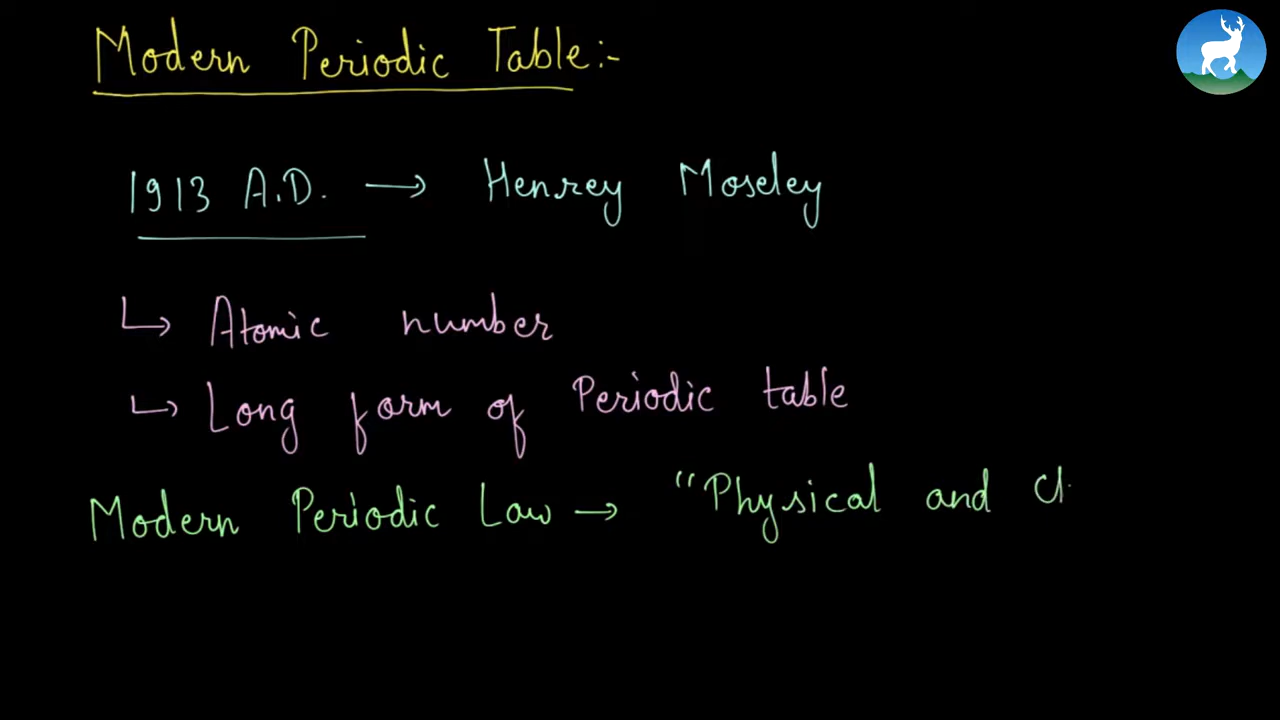 Modern Periodic Table:-
1913 A.D. → Henrey Moseley
↳ Atomic number
↳ Long form of Periodic table
Modern Periodic Law → "Physical and